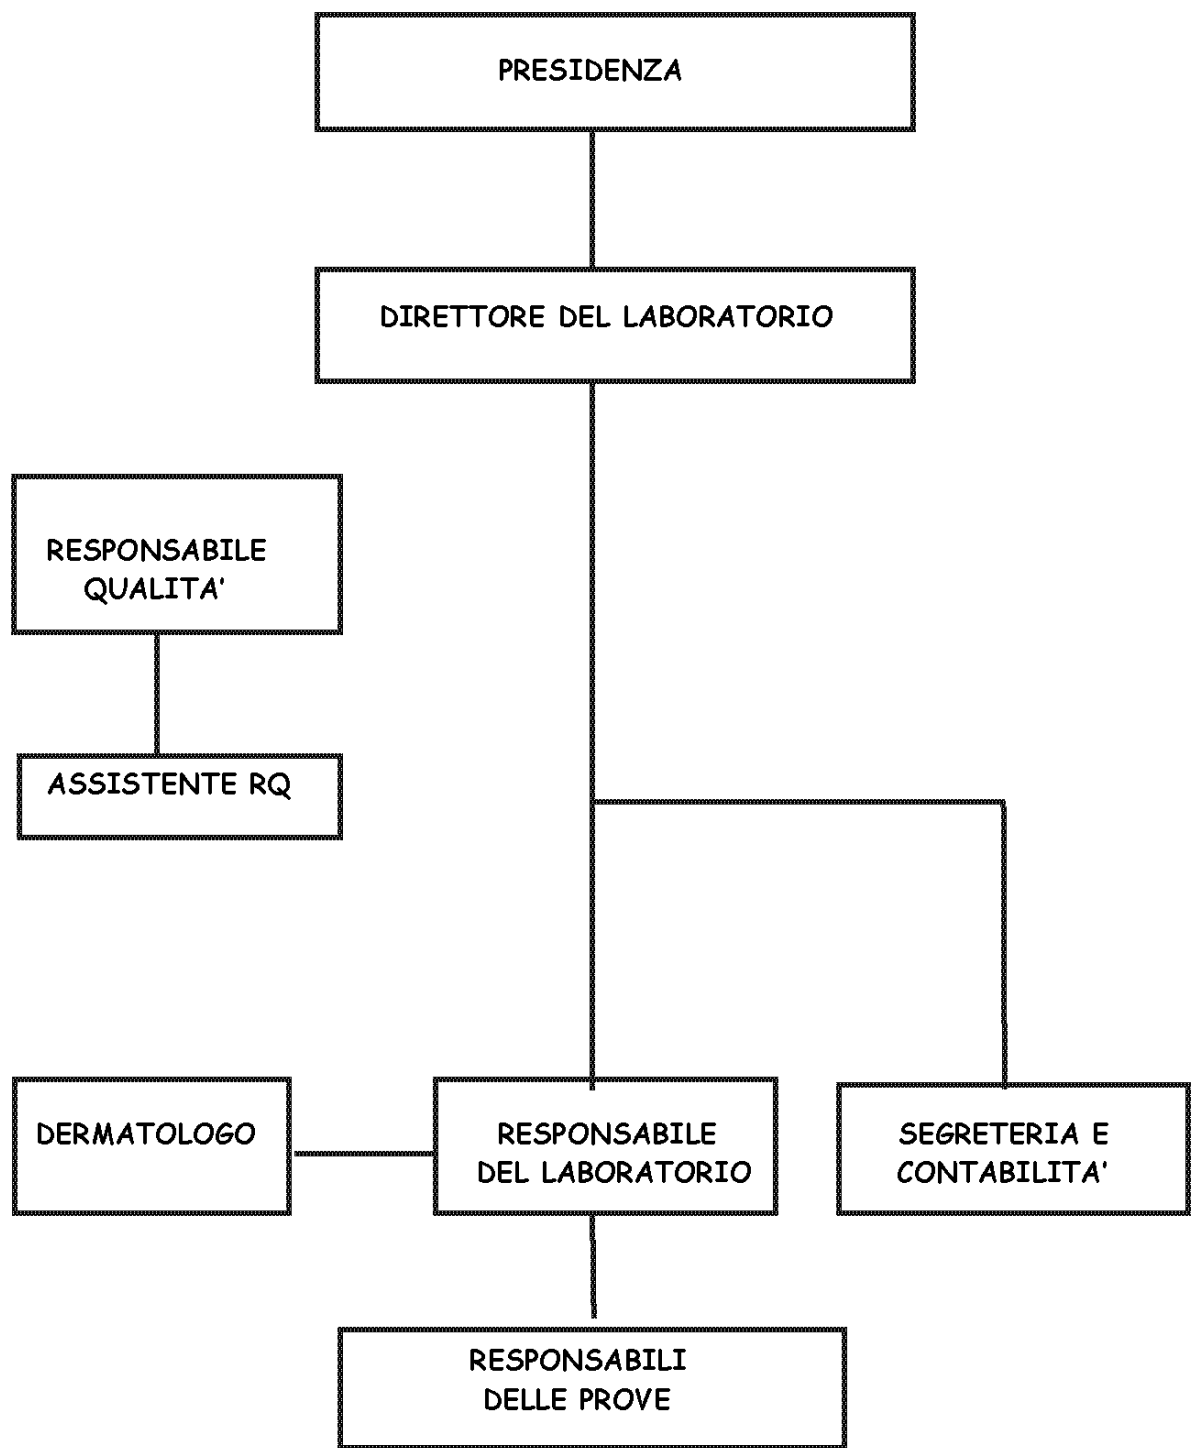 PRESIDENZA
DIRETTORE DEL LABORATORIO
RESPONSABILE
QUALITA'
ASSISTENTE RQ
DERMATOLOGO
RESPONSABILE
DEL LABORATORIO
SEGRETERIA E
CONTABILITA'
RESPONSABILI
DELLE PROVE